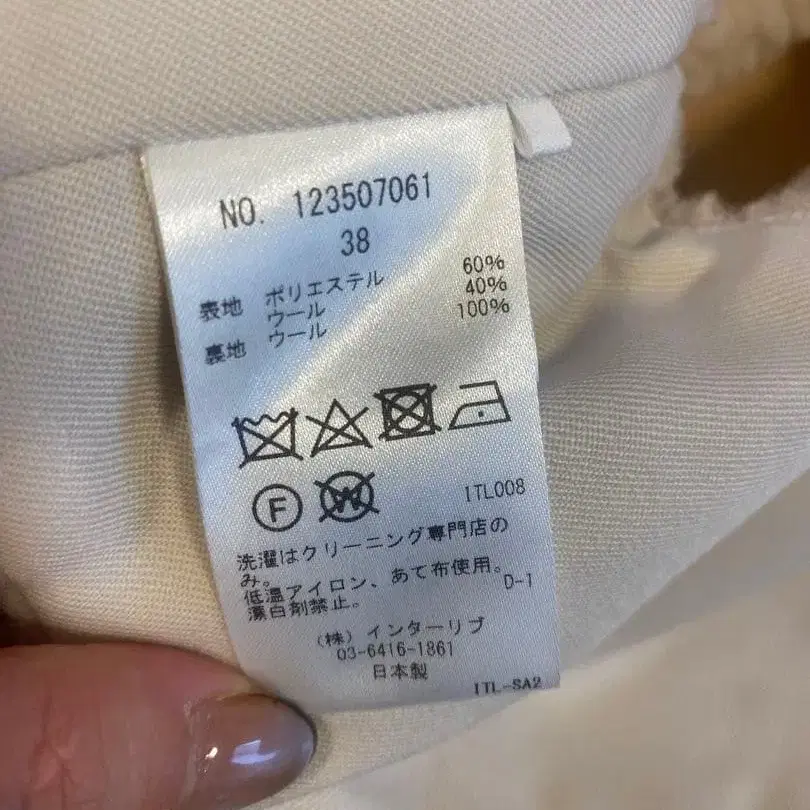 NO. 123507061
38
表地 ポリエステル 60%
ウール 40%
裏地 ウール 100%
F W
ITL008
洗濯はクリーニング専門店の
み。
低温アイロン、あて布使用。
漂白剤禁止。 D-1
(株) インターリブ
03-6416-1861
日本製
ITL-SA2